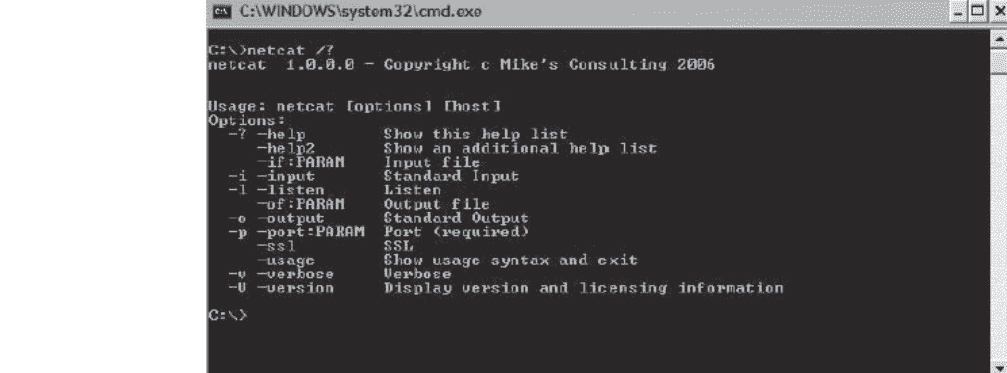 C:\WINDOWS\system32\cmd.exe
C:\>netcat /?
netcat 1.0.0.0 - Copyright c Mike's Consulting 2006
Usage: netcat [options] [host]
Options:
-? -help Show this help list
-help2 Show an additional help list
-if:PARAM Input file
-i -input Standard Input
-l -listen Listen
-of:PARAM Output file
-o -output Standard Output
-p -port:PARAM Port (required)
-ssl SSL
-usage Show usage syntax and exit
-v -verbose Verbose
-V -version Display version and licensing information
C:\>